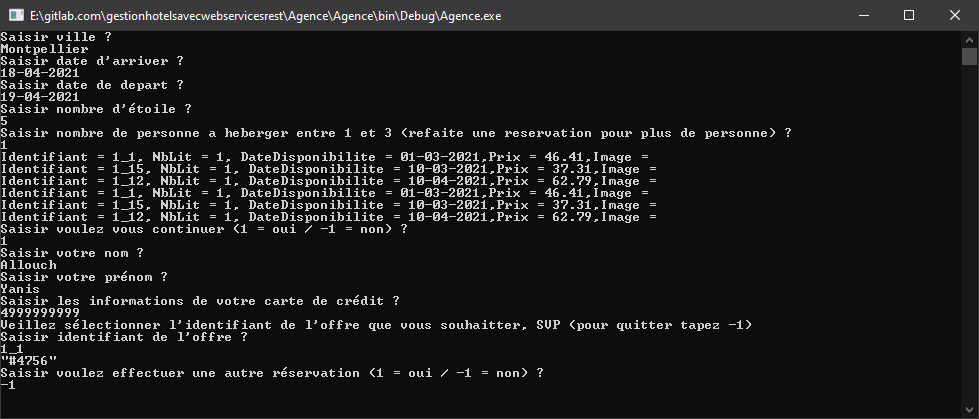 E:\gitlab.com\gestionhotelsavecwebservicesrest\Agence\Agence\bin\Debug\Agence.exe
Saisir ville ?
Montpellier
Saisir date d'arriver ?
18-04-2021
Saisir date de depart ?
19-04-2021
Saisir nombre d'étoile ?
5
Saisir nombre de personne a heberger entre 1 et 3 (refaite une reservation pour plus de personne) ?
1
Identifiant = 1_1, NbLit = 1, DateDisponibilite = 01-03-2021,Prix = 46.41,Image =
Identifiant = 1_15, NbLit = 1, DateDisponibilite = 10-03-2021,Prix = 37.31,Image =
Identifiant = 1_12, NbLit = 1, DateDisponibilite = 10-04-2021,Prix = 62.79,Image =
Identifiant = 1_1, NbLit = 1, DateDisponibilite = 01-03-2021,Prix = 46.41,Image =
Identifiant = 1_15, NbLit = 1, DateDisponibilite = 10-03-2021,Prix = 37.31,Image =
Identifiant = 1_12, NbLit = 1, DateDisponibilite = 10-04-2021,Prix = 62.79,Image =
Saisir voulez vous continuer (1 = oui / -1 = non) ?
1
Saisir votre nom ?
Allouch
Saisir votre prénom ?
Yanis
Saisir les informations de votre carte de crédit ?
4999999999
Veillez sélectionner l'identifiant de l'offre que vous souhaitter, SVP (pour quitter tapez -1)
Saisir identifiant de l'offre ?
1_1
"#4756"
Saisir voulez effectuer une autre réservation (1 = oui / -1 = non) ?
-1